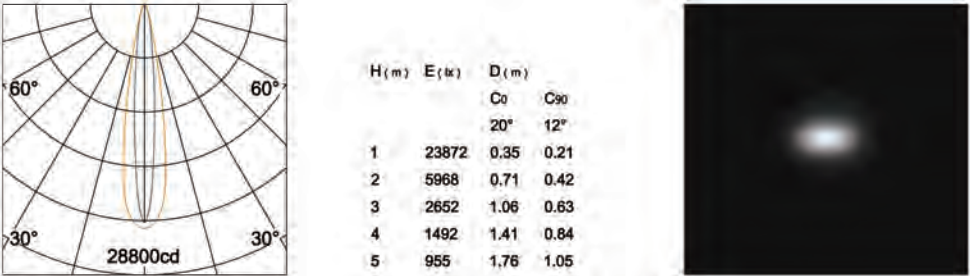 60° 60°
30° 30°
28800cd
H(m) E(lx) D(m)
C0 C90
20° 12°
1 23872 0.35 0.21
2 5968 0.71 0.42
3 2652 1.06 0.63
4 1492 1.41 0.84
5 955 1.76 1.05